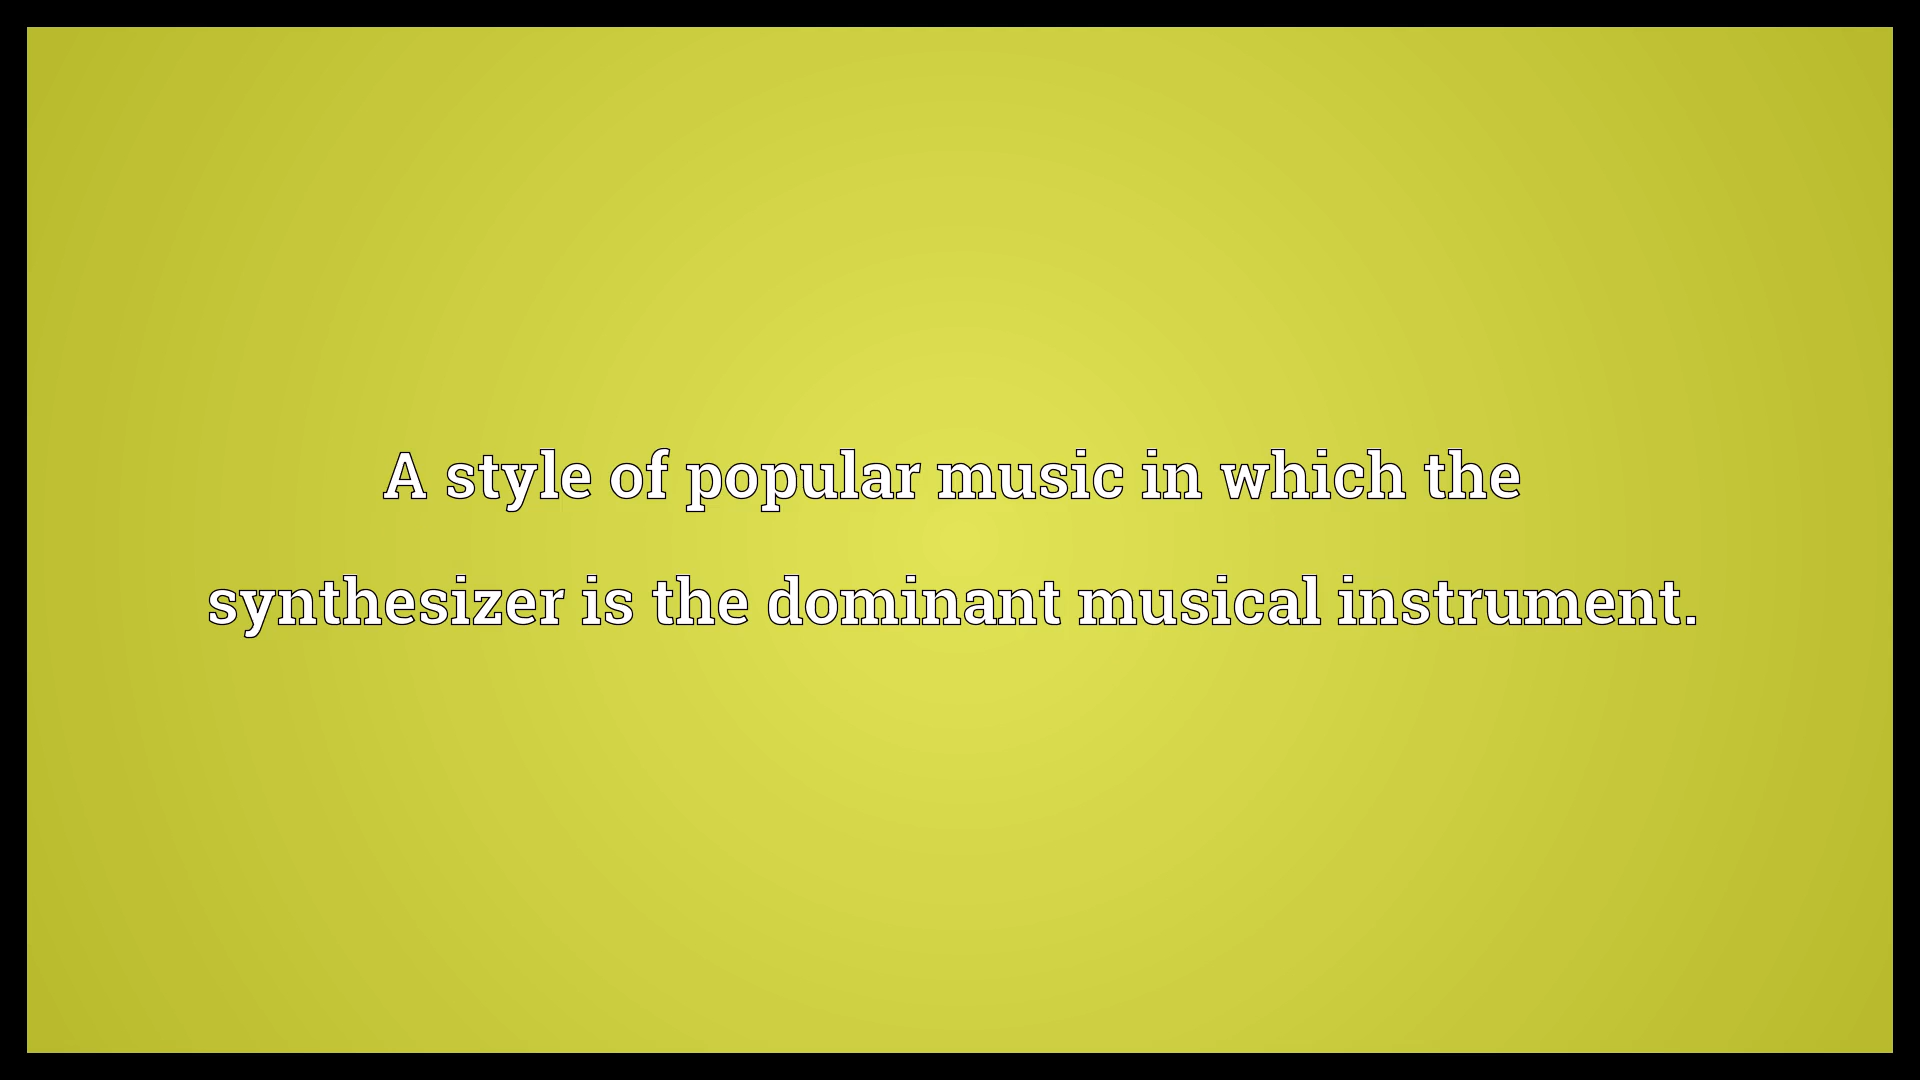 A style of popular music in which the
synthesizer is the dominant musical instrument.